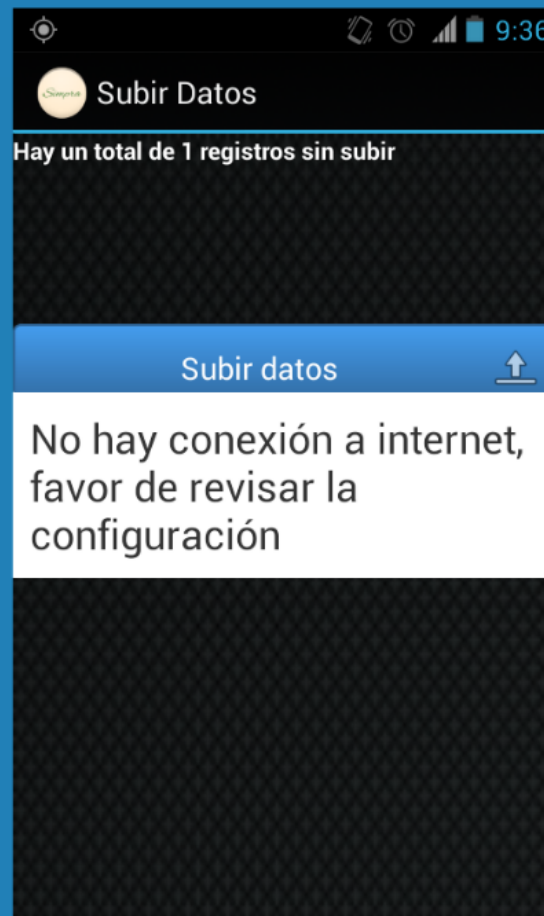 9:36
Simpra
Subir Datos
Hay un total de 1 registros sin subir
Subir datos
No hay conexión a internet,
favor de revisar la
configuración